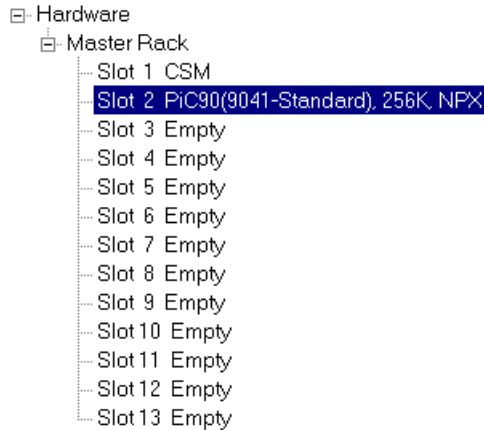 Hardware
Master Rack
Slot 1 CSM
Slot 2 PiC90(9041-Standard), 256K, NPX
Slot 3 Empty
Slot 4 Empty
Slot 5 Empty
Slot 6 Empty
Slot 7 Empty
Slot 8 Empty
Slot 9 Empty
Slot 10 Empty
Slot 11 Empty
Slot 12 Empty
Slot 13 Empty